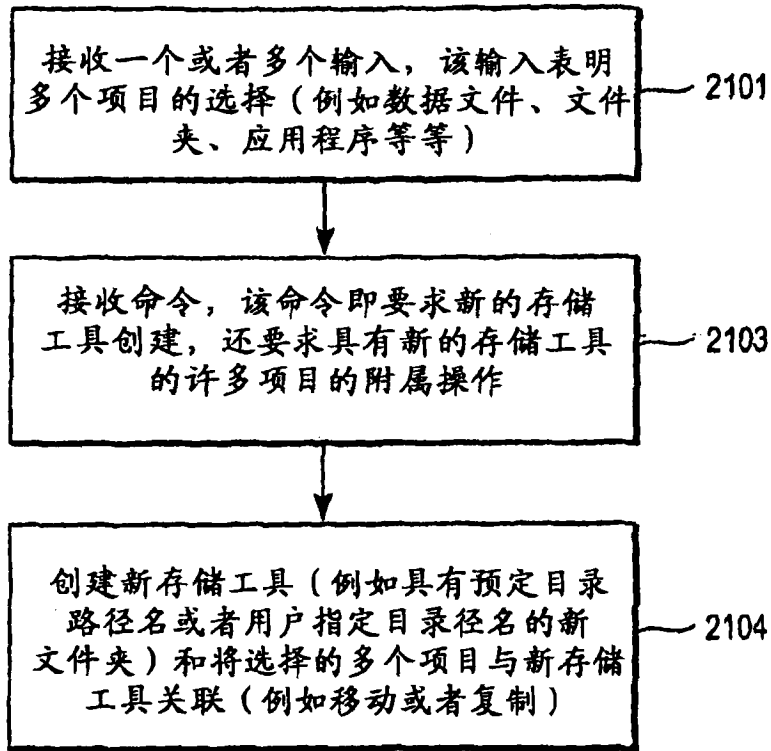 接收一个或者多个输入，该输入表明
多个项目的选择（例如数据文件、文件
夹、应用程序等等）
2101
接收命令，该命令即要求新的存储
工具创建，还要求具有新的存储工具
的许多项目的附属操作
2103
创建新存储工具（例如具有预定目录
路径名或者用户指定目录径名的新
文件夹）和将选择的多个项目与新存储
工具关联（例如移动或者复制）
2104